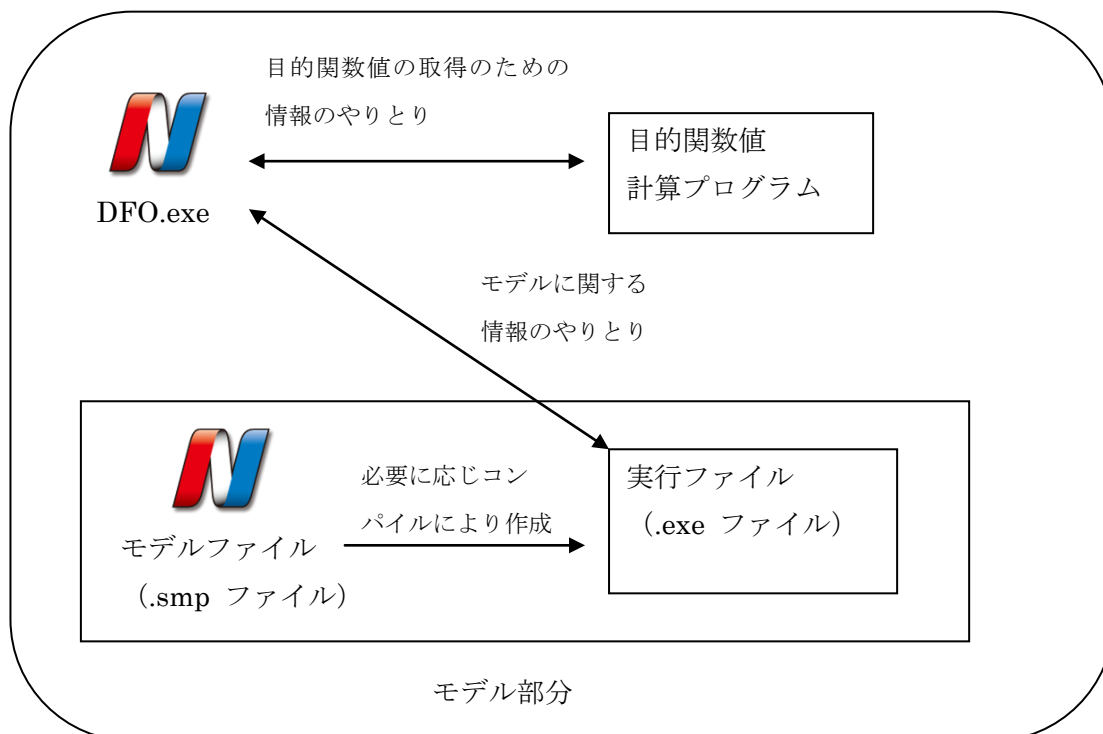 目的関数値の取得のための
情報のやりとり
DFO.exe
目的関数値
計算プログラム
モデルに関する
情報のやりとり
モデルファイル
（.smp ファイル）
必要に応じコン
パイルにより作成
実行ファイル
（.exe ファイル）
モデル部分